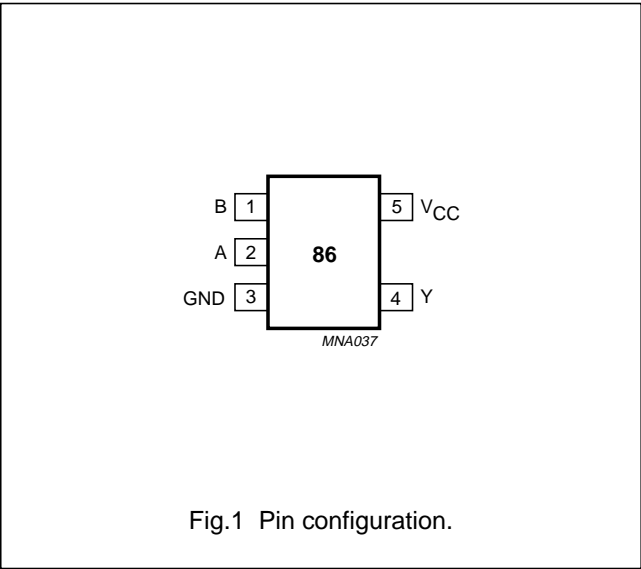 B 1 5 VCC
A 2 86
GND 3 4 Y
MNA037
Fig.1 Pin configuration.